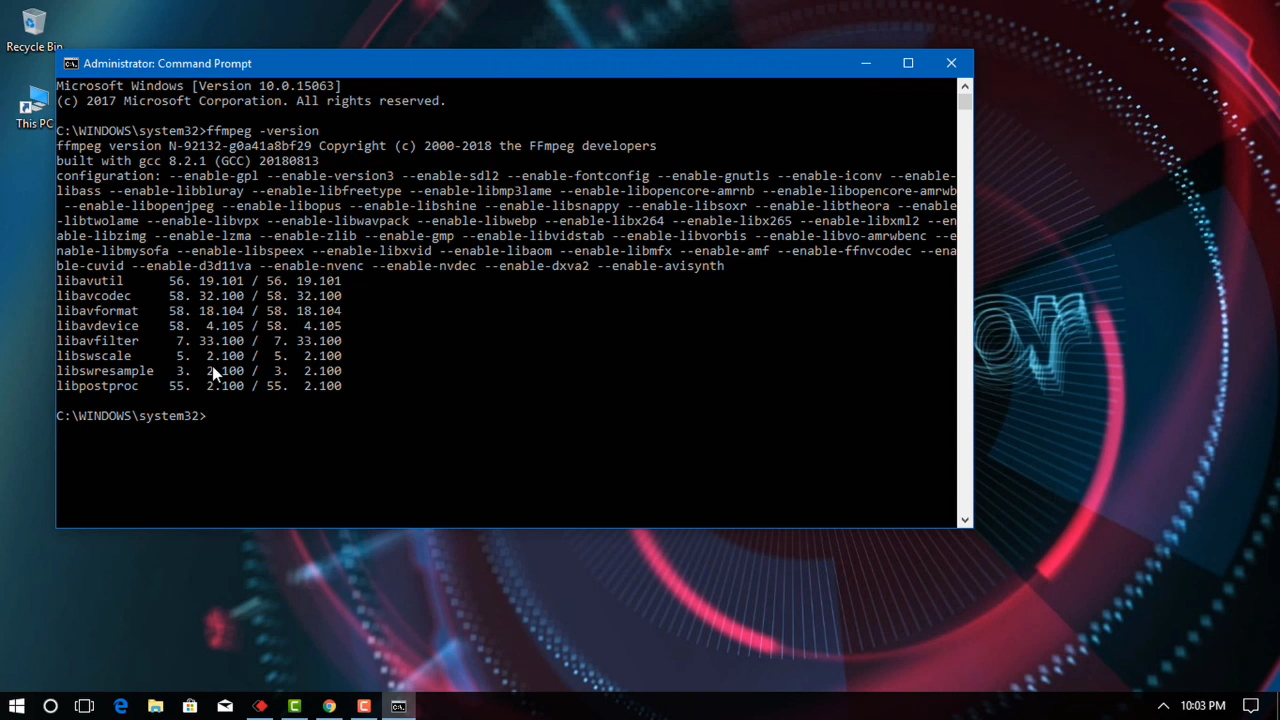 Recycle Bin
This PC
Administrator: Command Prompt
Microsoft Windows [Version 10.0.15063]
(c) 2017 Microsoft Corporation. All rights reserved.
C:\WINDOWS\system32>ffmpeg -version
ffmpeg version N-92132-g0a41a8bf29 Copyright (c) 2000-2018 the FFmpeg developers
built with gcc 8.2.1 (GCC) 20180813
configuration: --enable-gpl --enable-version3 --enable-sdl2 --enable-fontconfig --enable-gnutls --enable-iconv --enable-
libass --enable-libbluray --enable-libfreetype --enable-libmp3lame --enable-libopencore-amrnb --enable-libopencore-amrwb
 --enable-libopenjpeg --enable-libopus --enable-libshine --enable-libsnappy --enable-libsoxr --enable-libtheora --enable
-libtwolame --enable-libvpx --enable-libwavpack --enable-libwebp --enable-libx264 --enable-libx265 --enable-libxml2 --en
able-libzimg --enable-lzma --enable-zlib --enable-gmp --enable-libvidstab --enable-libvorbis --enable-libvo-amrwbenc --e
nable-libmysofa --enable-libspeex --enable-libxvid --enable-libaom --enable-libmfx --enable-amf --enable-ffnvcodec --ena
ble-cuvid --enable-d3d11va --enable-nvenc --enable-nvdec --enable-dxva2 --enable-avisynth
libavutil      56. 19.101 / 56. 19.101
libavcodec     58. 32.100 / 58. 32.100
libavformat    58. 18.104 / 58. 18.104
libavdevice    58.  4.105 / 58.  4.105
libavfilter     7. 33.100 /  7. 33.100
libswscale      5.  2.100 /  5.  2.100
libswresample   3.  2.100 /  3.  2.100
libpostproc    55.  2.100 / 55.  2.100
C:\WINDOWS\system32>
10:03 PM